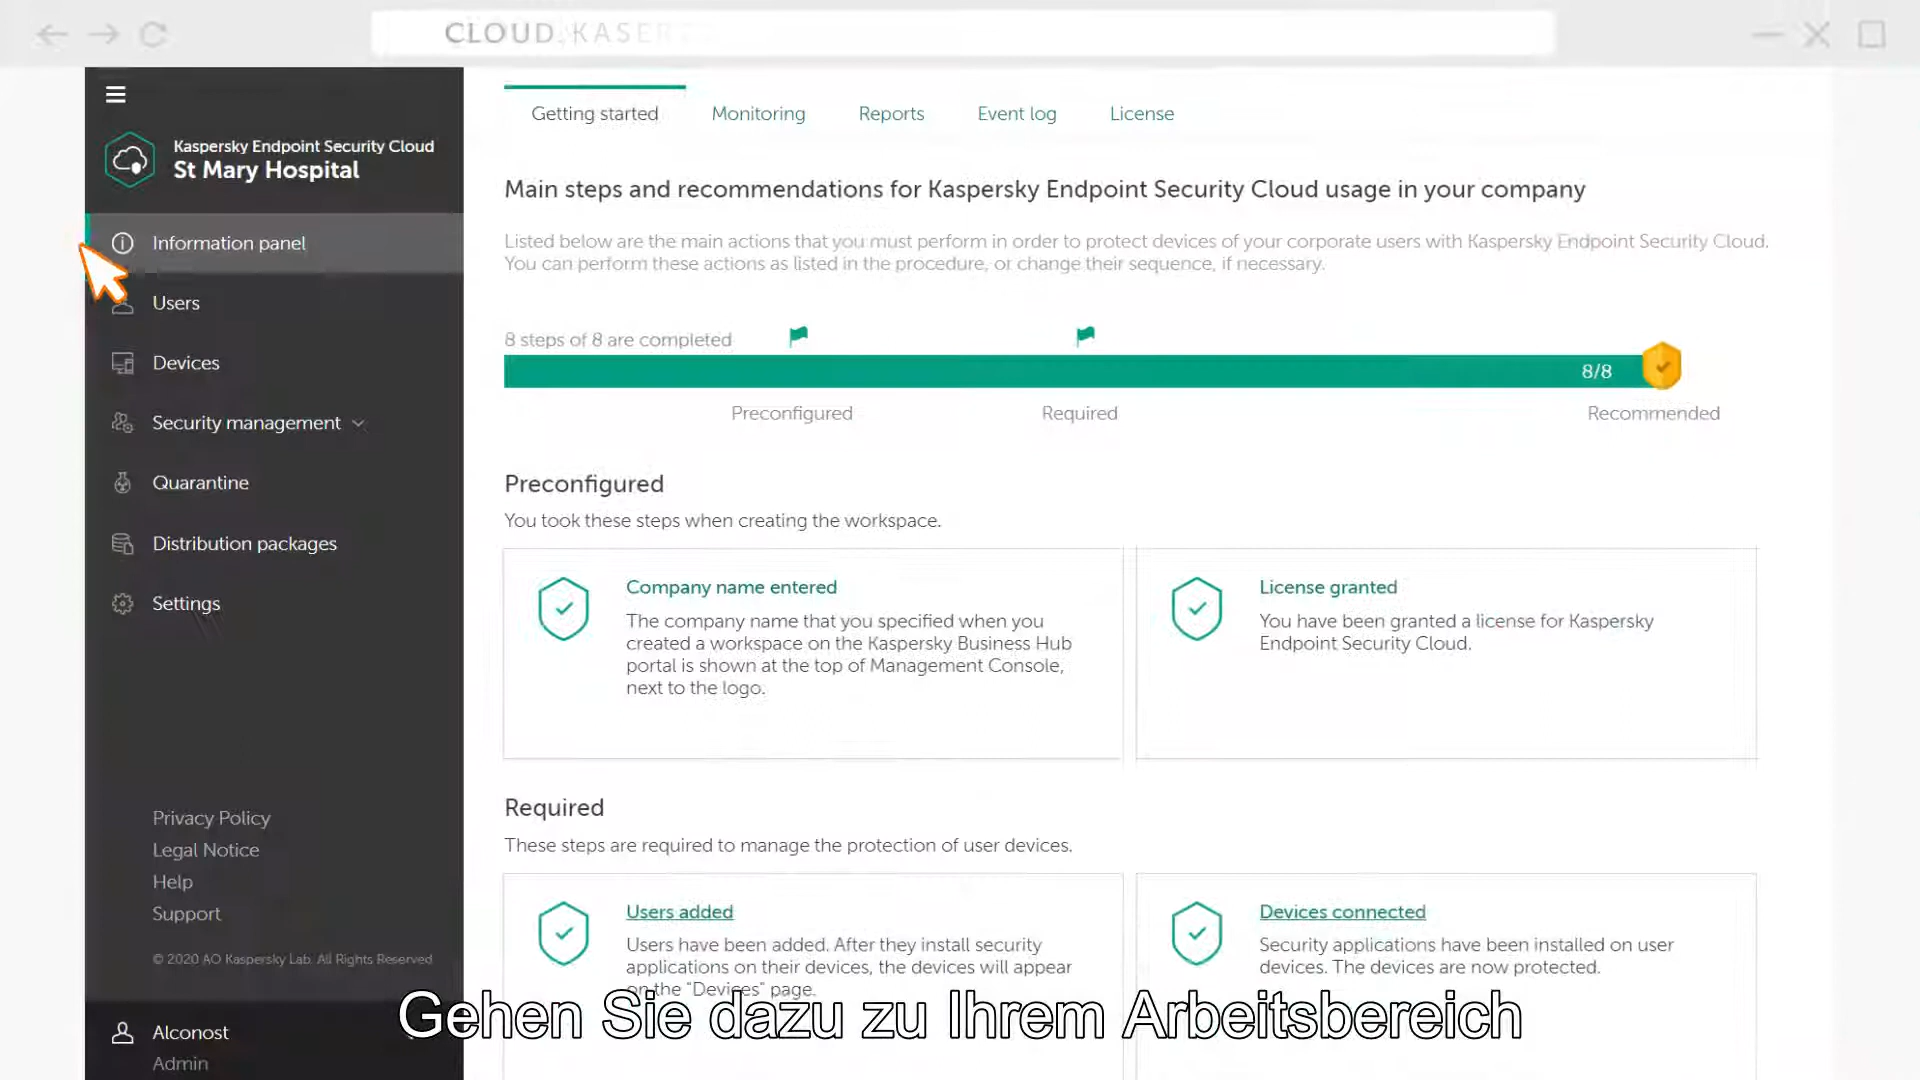 CLOUD.KASER
Kaspersky Endpoint Security Cloud
St Mary Hospital
Information panel
Users
Devices
Security management
Quarantine
Distribution packages
Settings
Privacy Policy
Legal Notice
Help
Support
© 2020 AO Kaspersky Lab. All Rights Reserved
Alconost
Admin
Getting started
Monitoring
Reports
Event log
License
Main steps and recommendations for Kaspersky Endpoint Security Cloud usage in your company
Listed below are the main actions that you must perform in order to protect devices of your corporate users with Kaspersky Endpoint Security Cloud.
You can perform these actions as listed in the procedure, or change their sequence, if necessary.
8 steps of 8 are completed
8/8
Preconfigured
Required
Recommended
Preconfigured
You took these steps when creating the workspace.
Company name entered
The company name that you specified when you
created a workspace on the Kaspersky Business Hub
portal is shown at the top of Management Console,
next to the logo.
License granted
You have been granted a license for Kaspersky
Endpoint Security Cloud.
Required
These steps are required to manage the protection of user devices.
Users added
Users have been added. After they install security
applications on their devices, the devices will appear
on the "Devices" page.
Devices connected
Security applications have been installed on user
devices. The devices are now protected.
Gehen Sie dazu zu Ihrem Arbeitsbereich